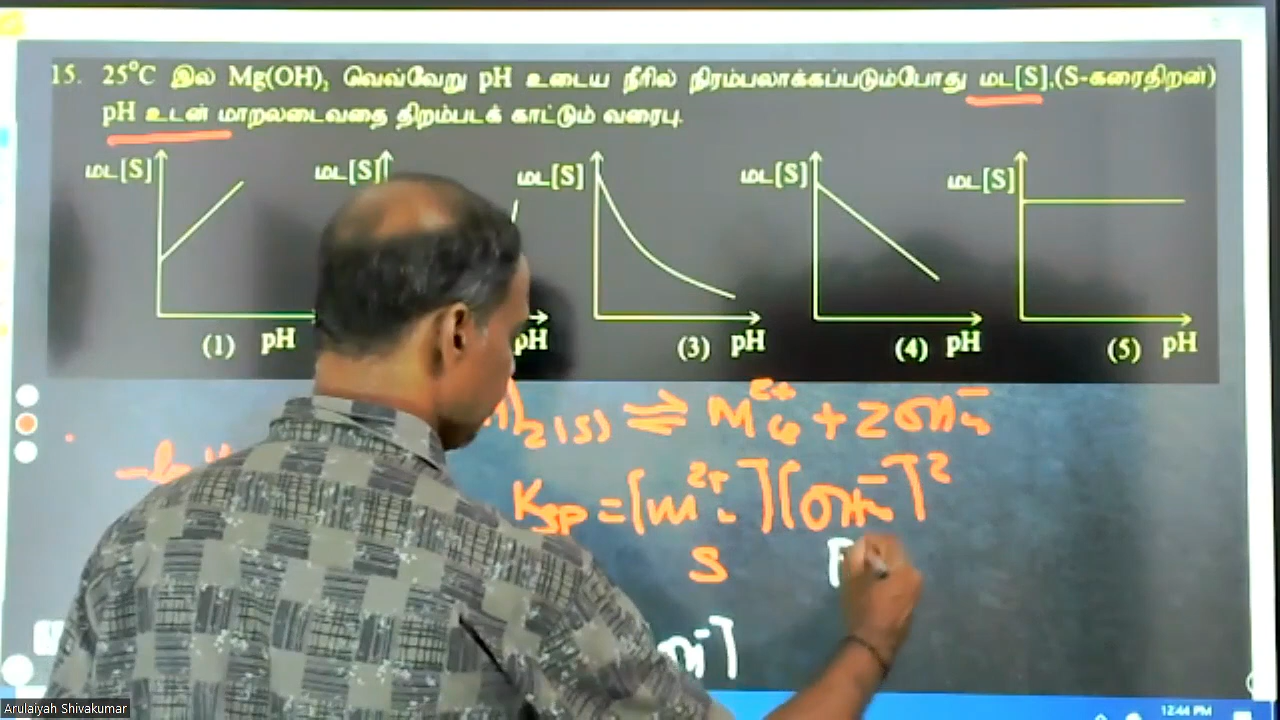 15. 25°C இல் Mg(OH)₂ வெவ்வேறு pH உடைய நீரில் நிரம்பலாக்கப்படும்போது மட[S],(S-கரைதிறன்)
pH உடன் மாறலடைவதை திறம்படக் காட்டும் வரைபு.
மட[S] மட[S] மட[S] மட[S] மட[S]
(1) pH pH (3) pH (4) pH (5) pH
)₂(s) ⇌ + 2OH⁻
Ksp = [ ²⁺ ][OH⁻]²
S
Arulaiyah Shivakumar
12:44 PM